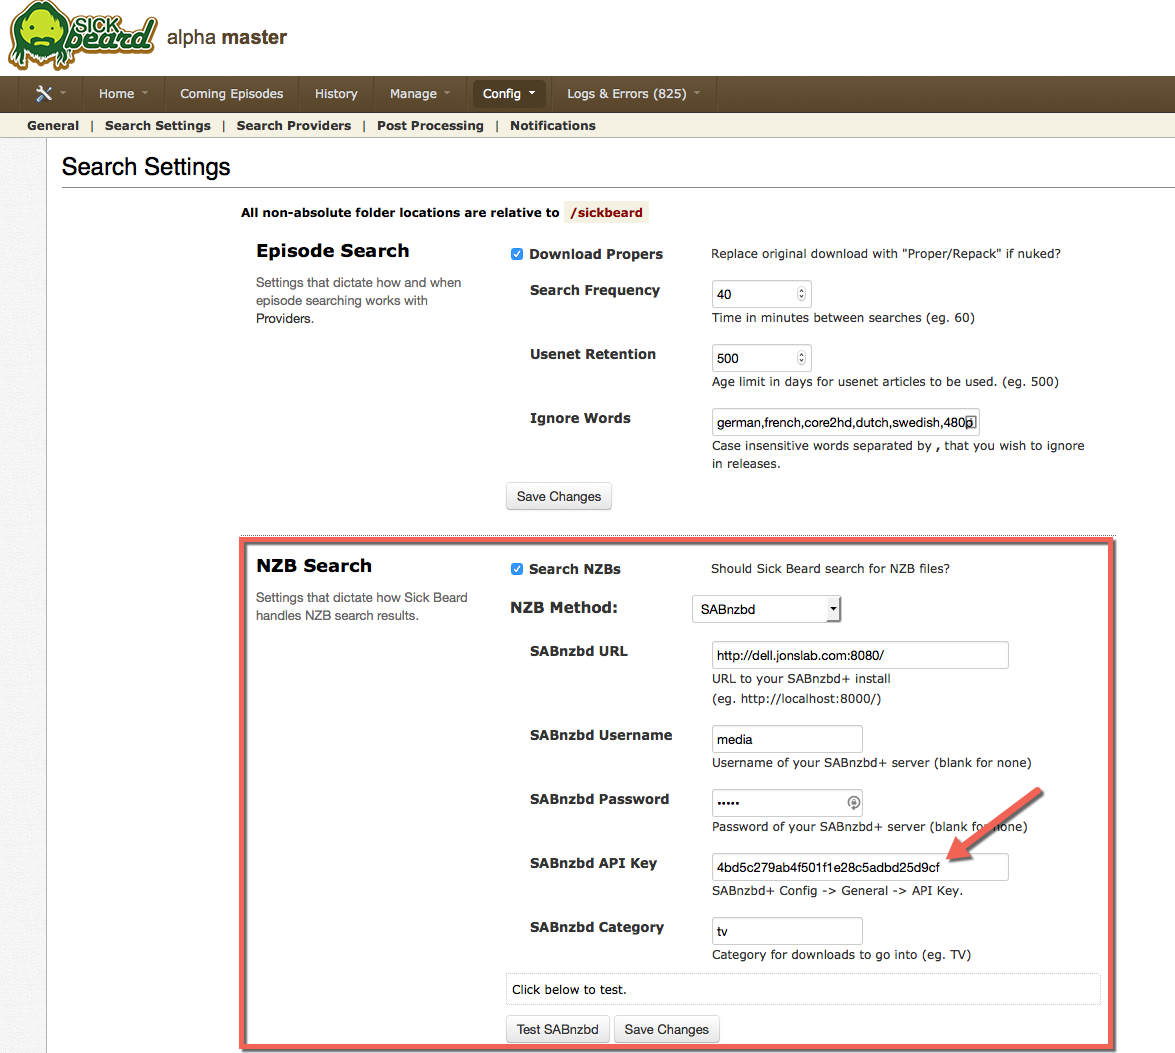 SICK
beard
alpha master
Home
Coming Episodes
History
Manage
Config
Logs & Errors (825)
General | Search Settings | Search Providers | Post Processing | Notifications
Search Settings
All non-absolute folder locations are relative to /sickbeard
Episode Search
Settings that dictate how and when
episode searching works with
Providers.
Download Propers
Replace original download with "Proper/Repack" if nuked?
Search Frequency
40
Time in minutes between searches (eg. 60)
Usenet Retention
500
Age limit in days for usenet articles to be used. (eg. 500)
Ignore Words
german,french,core2hd,dutch,swedish,480p
Case insensitive words separated by , that you wish to ignore
in releases.
Save Changes
NZB Search
Settings that dictate how Sick Beard
handles NZB search results.
Search NZBs
Should Sick Beard search for NZB files?
NZB Method:
SABnzbd
SABnzbd URL
http://dell.jonslab.com:8080/
URL to your SABnzbd+ install
(eg. http://localhost:8000/)
SABnzbd Username
media
Username of your SABnzbd+ server (blank for none)
SABnzbd Password
•••••
Password of your SABnzbd+ server (blank for none)
SABnzbd API Key
4bd5c279ab4f501f1e28c5adbd25d9cf
SABnzbd+ Config -> General -> API Key.
SABnzbd Category
tv
Category for downloads to go into (eg. TV)
Click below to test.
Test SABnzbd
Save Changes